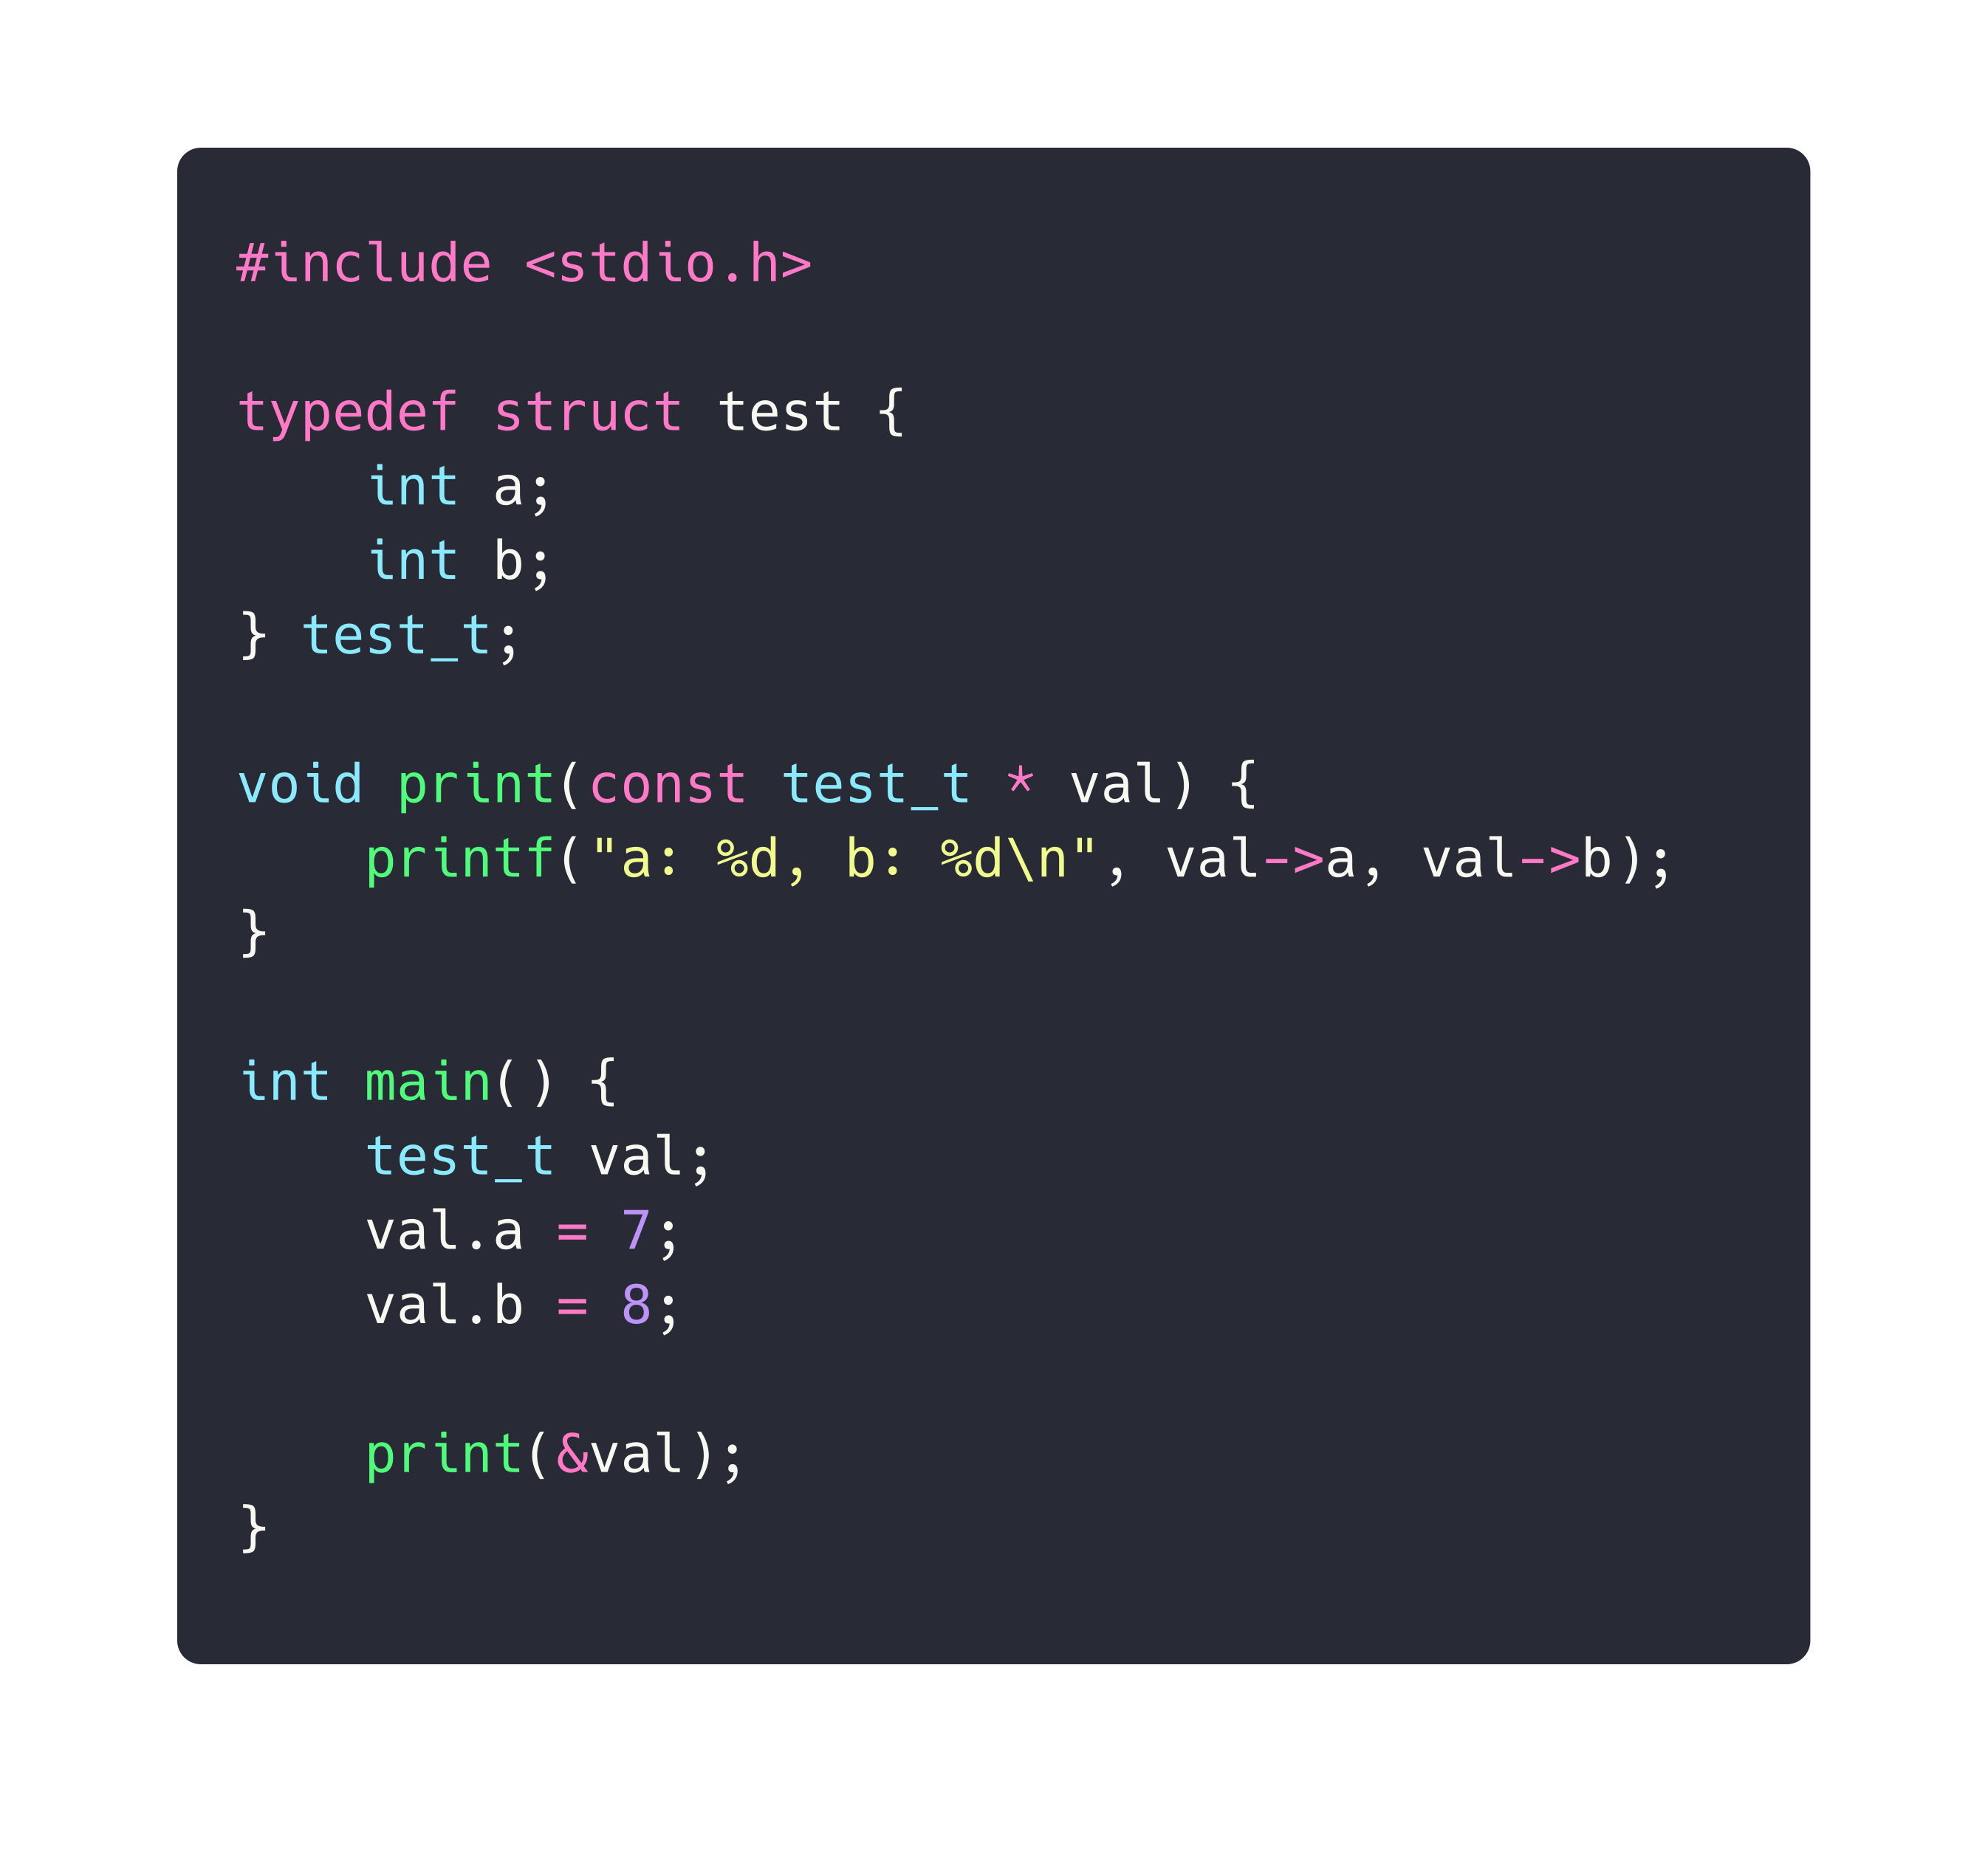 #include <stdio.h>

typedef struct test {
    int a;
    int b;
} test_t;

void print(const test_t * val) {
    printf("a: %d, b: %d\n", val->a, val->b);
}

int main() {
    test_t val;
    val.a = 7;
    val.b = 8;

    print(&val);
}